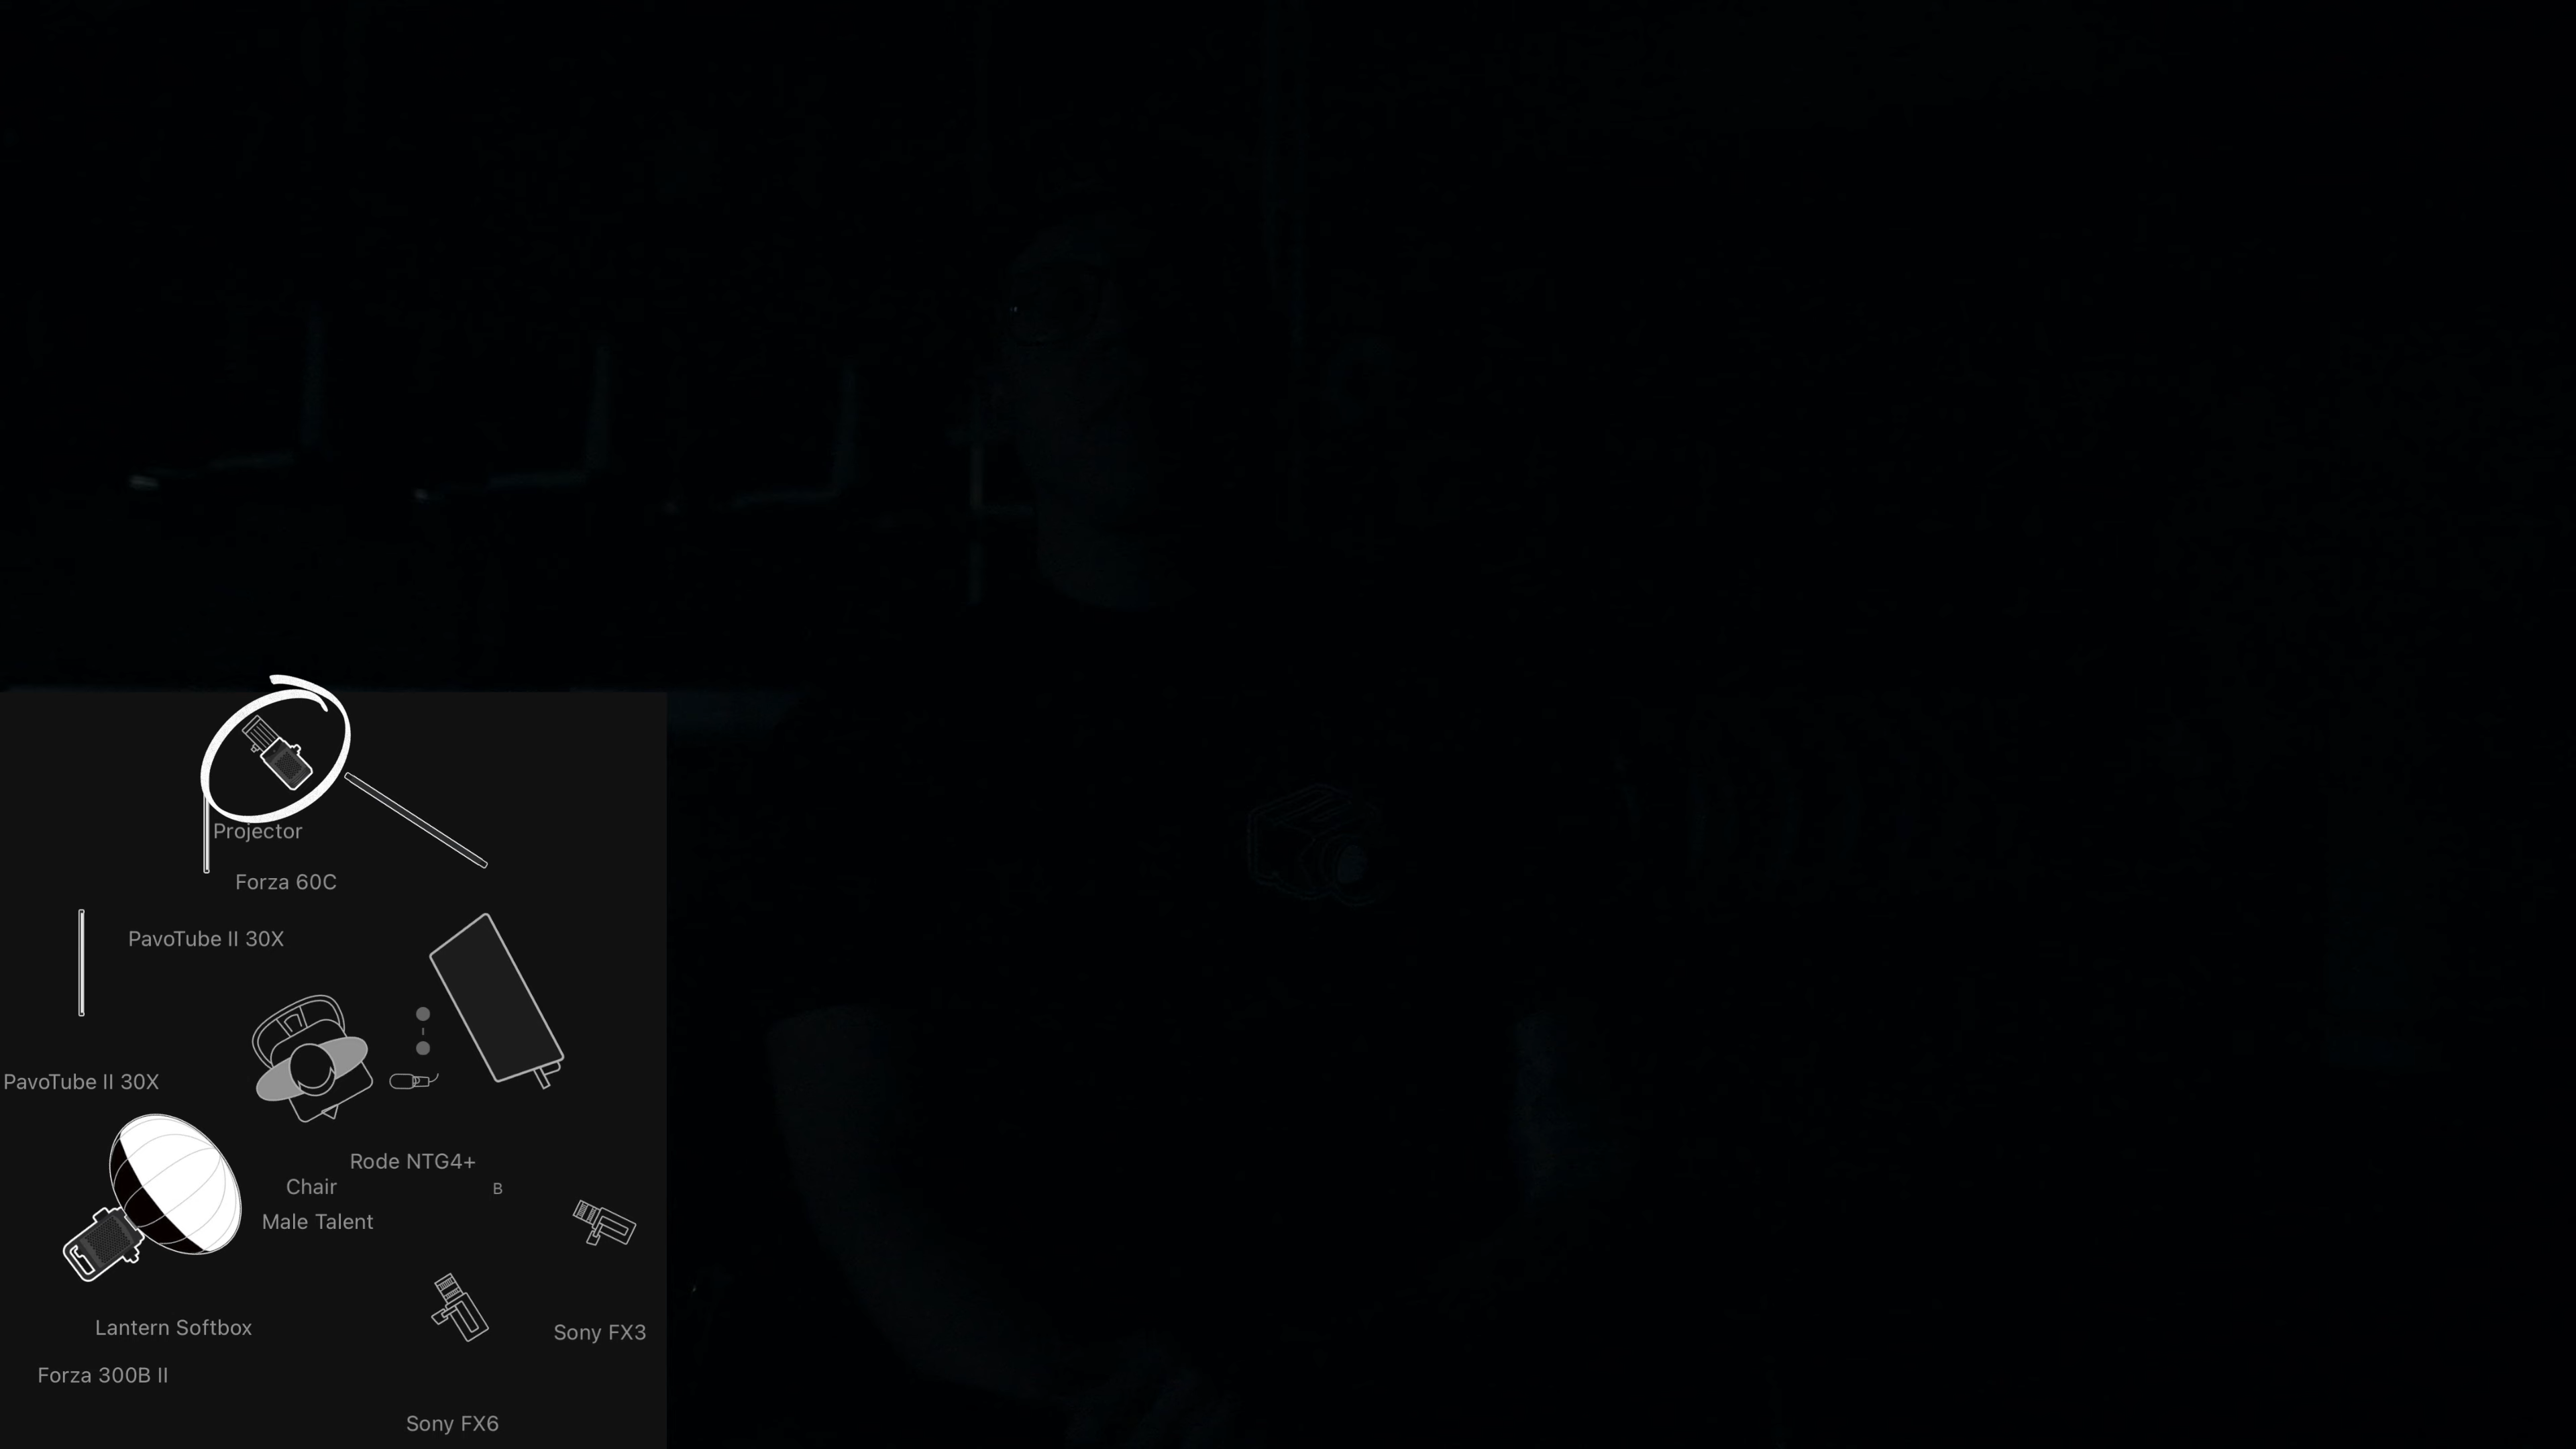 Projector
Forza 60C
PavoTube II 30X
PavoTube II 30X
Rode NTG4+
Chair
B
Male Talent
Lantern Softbox
Sony FX3
Forza 300B II
Sony FX6